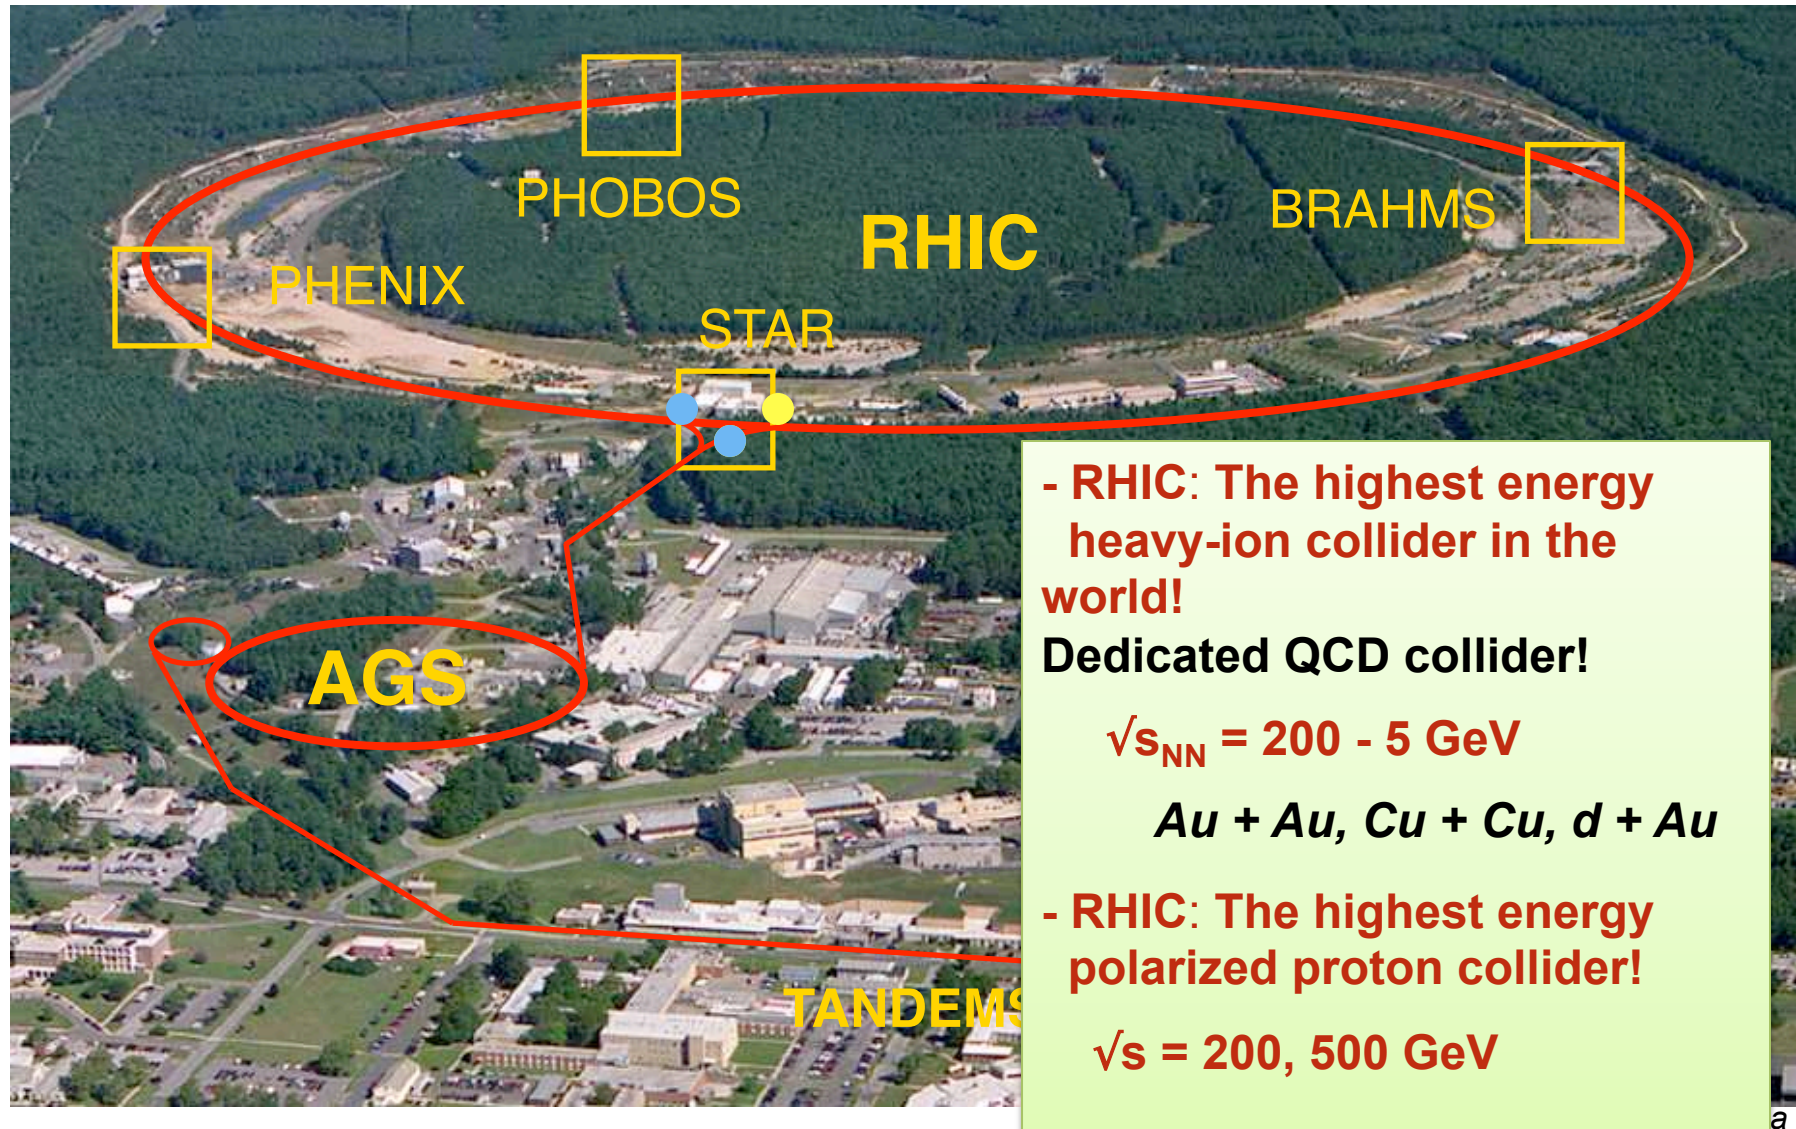 PHOBOS
BRAHMS
RHIC
PHENIX
STAR
- RHIC: The highest energy
heavy-ion collider in the
world!
Dedicated QCD collider!
√sNN = 200 - 5 GeV
Au + Au, Cu + Cu, d + Au
- RHIC: The highest energy
polarized proton collider!
√s = 200, 500 GeV
AGS
TANDEMS
a